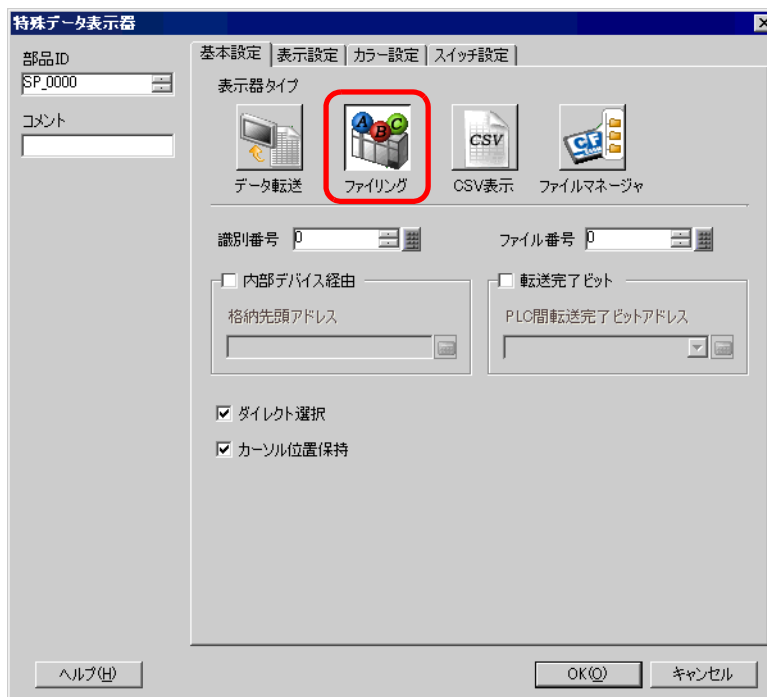 特殊データ表示器
部品ID
SP_0000
コメント
基本設定 表示設定 カラー設定 スイッチ設定
表示器タイプ
A B C
CSV
CF
データ転送 ファイリング CSV表示 ファイルマネージャ
識別番号 0 ファイル番号 0
内部デバイス経由 転送完了ビット
格納先頭アドレス PLC間転送完了ビットアドレス
ダイレクト選択
カーソル位置保持
ヘルプ(H) OK(O) キャンセル